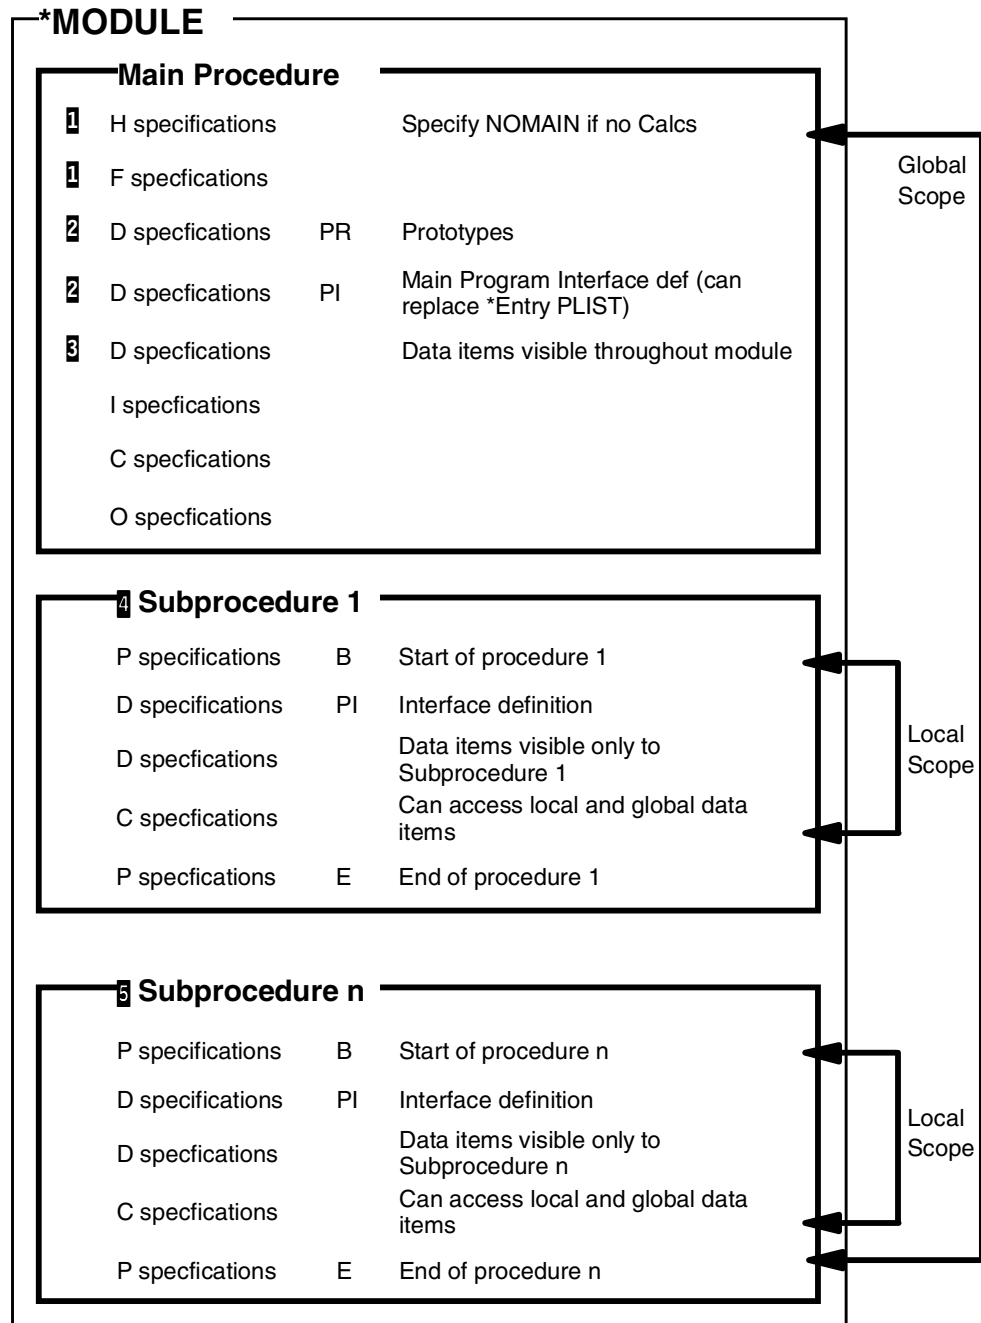 *MODULE
Main Procedure
1 H specifications Specify NOMAIN if no Calcs
1 F specfications
2 D specfications PR Prototypes
2 D specfications PI Main Program Interface def (can
replace *Entry PLIST)
3 D specfications Data items visible throughout module
I specfications
C specfications
O specfications
Global
Scope
4 Subprocedure 1
P specifications B Start of procedure 1
D specifications PI Interface definition
D specfications Data items visible only to
Subprocedure 1
C specfications Can access local and global data
items
P specfications E End of procedure 1
Local
Scope
5 Subprocedure n
P specifications B Start of procedure n
D specifications PI Interface definition
D specfications Data items visible only to
Subprocedure n
C specfications Can access local and global data
items
P specfications E End of procedure n
Local
Scope